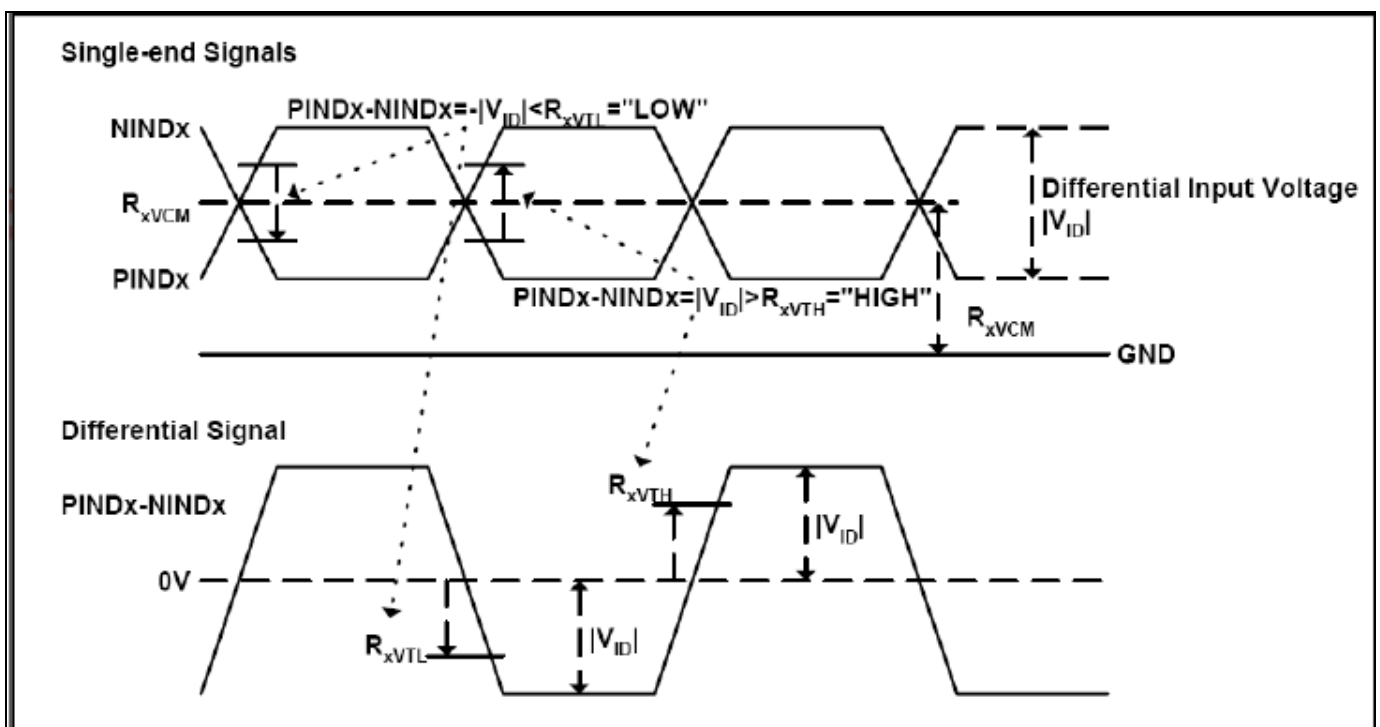 Single-end Signals
PINDx-NINDx=-|VID|<RxVTL="LOW"
NINDx
RxVCM
Differential Input Voltage
|VID|
PINDx
PINDx-NINDx=|VID|>RxVTH="HIGH"
RxVCM
GND
Differential Signal
RxVTH
PINDx-NINDx
|VID|
0V
RxVTL
|VID|